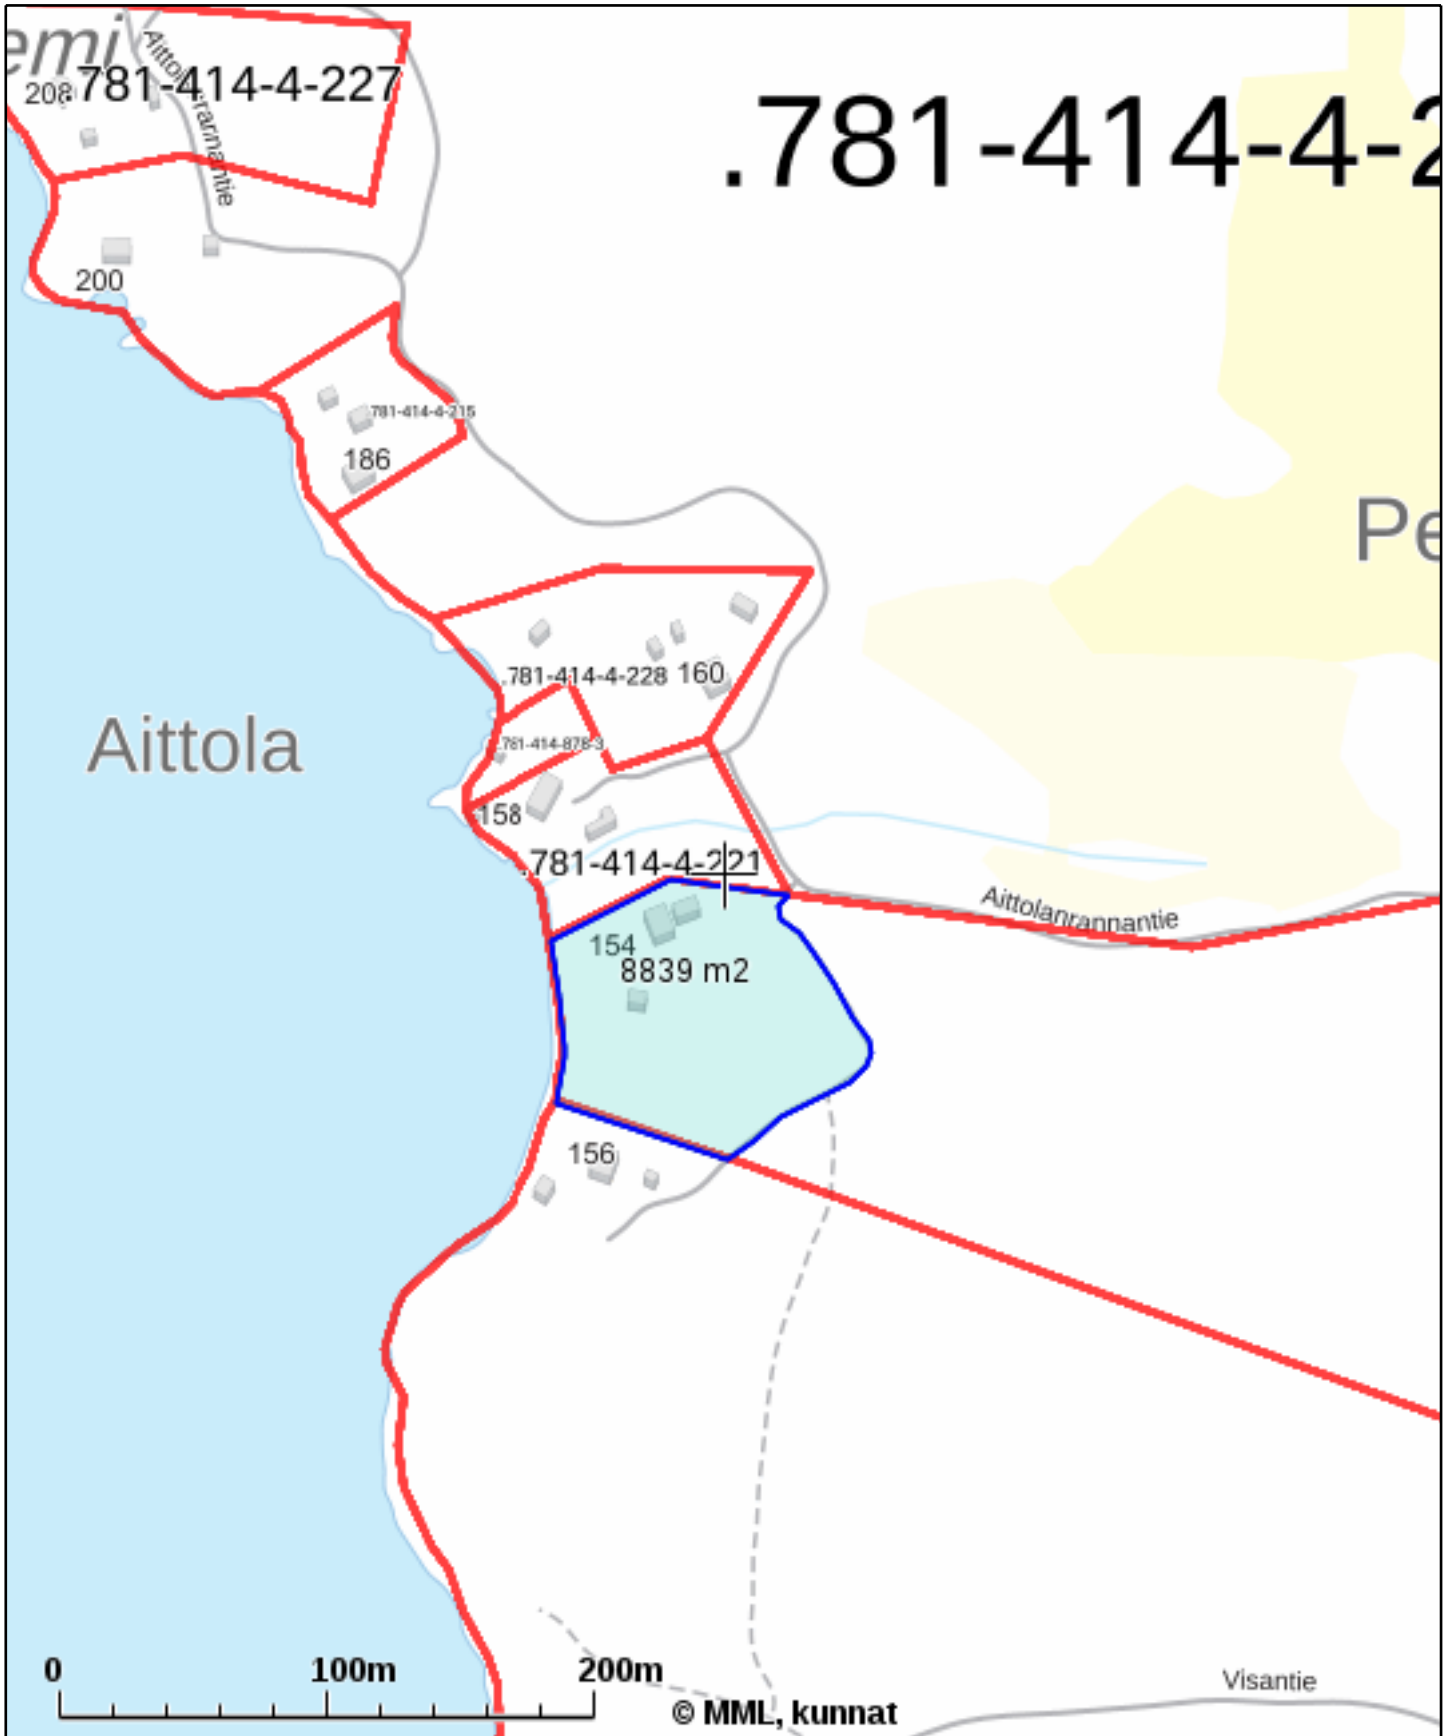 emi
Aittolanrannantie
208
.781-414-4-227
.781-414-4-2
200
781-414-4-215
186
Pe
.781-414-4-228
160
.781-414-878-3
Aittola
158
.781-414-4-221
Aittolanrannantie
154
8839 m2
156
0 100m 200m
Visantie
© MML, kunnat